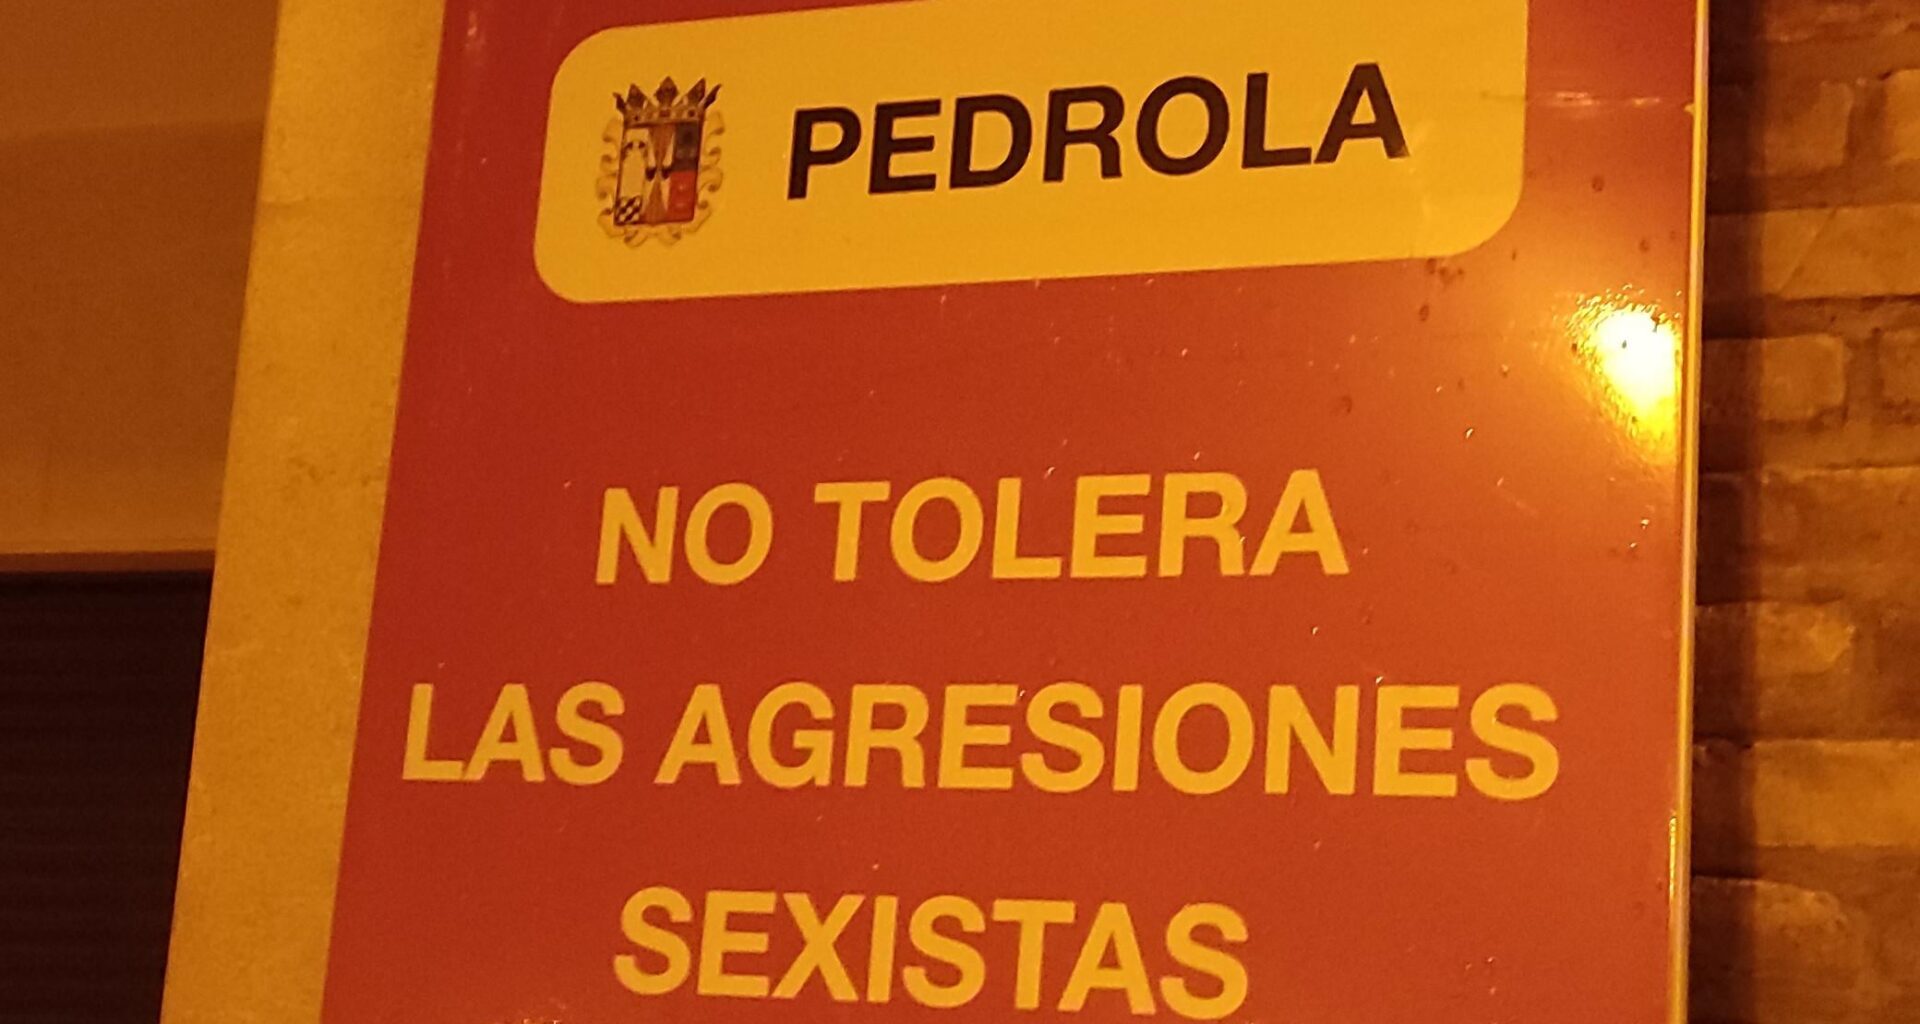 PEDROLA
NO TOLERA
LAS AGRESIONES
SEXISTAS